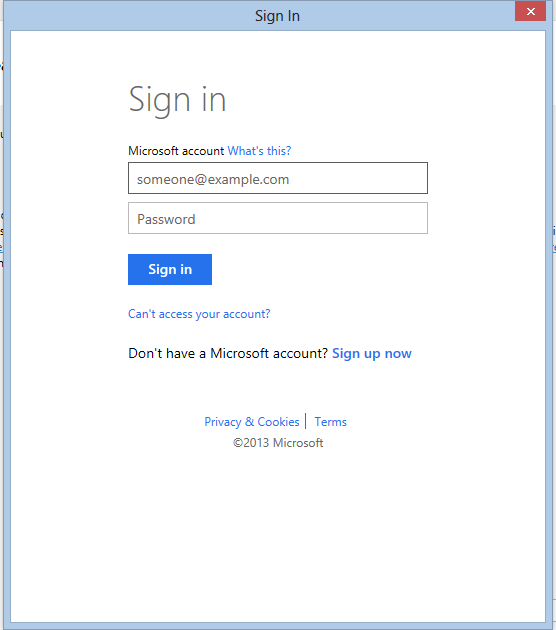 Sign In
Sign in
Microsoft account What's this?
someone@example.com
Password
Sign in
Can't access your account?
Don't have a Microsoft account? Sign up now
Privacy & Cookies | Terms
©2013 Microsoft